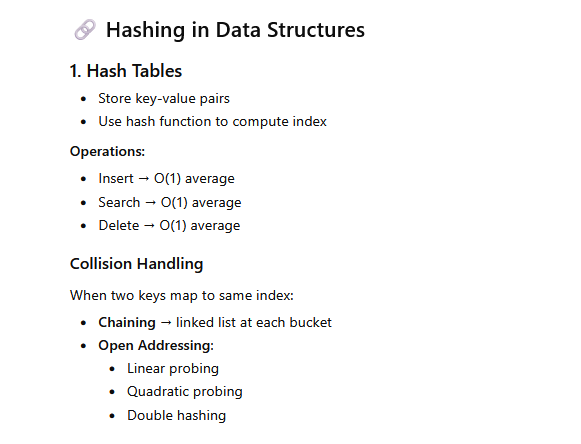 🔗 Hashing in Data Structures
1. Hash Tables
• Store key-value pairs
• Use hash function to compute index
Operations:
• Insert → O(1) average
• Search → O(1) average
• Delete → O(1) average
Collision Handling
When two keys map to same index:
• Chaining → linked list at each bucket
• Open Addressing:
• Linear probing
• Quadratic probing
• Double hashing